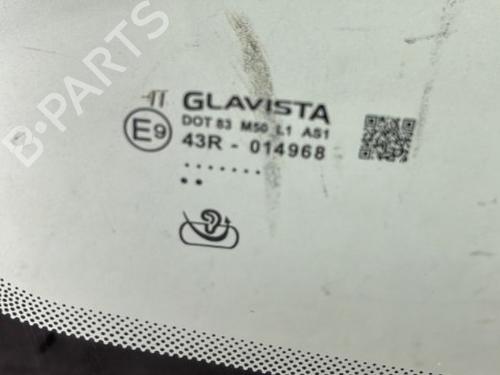 GLAVISTA
DOT 83 M50 L1 AS1
E9
43R - 014968
B-PARTS